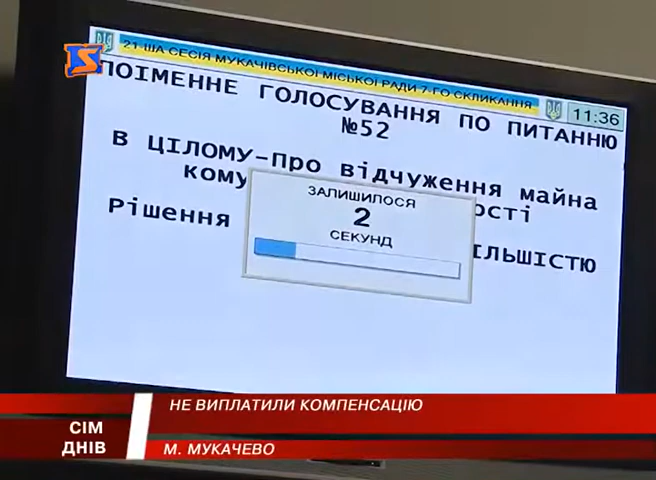 21-ША СЕСІЯ МУКАЧІВСЬКОЇ МІСЬКОЇ РАДИ 7-ГО СКЛИКАННЯ
11:36
ПОІМЕННЕ ГОЛОСУВАННЯ ПО ПИТАННЮ
№52
В ЦІЛОМУ-Про відчуження майна
кому
ості
Рішення
ільшістю
ЗАЛИШИЛОСЯ
2
СЕКУНД
СІМ
ДНІВ
НЕ ВИПЛАТИЛИ КОМПЕНСАЦІЮ
М. МУКАЧЕВО